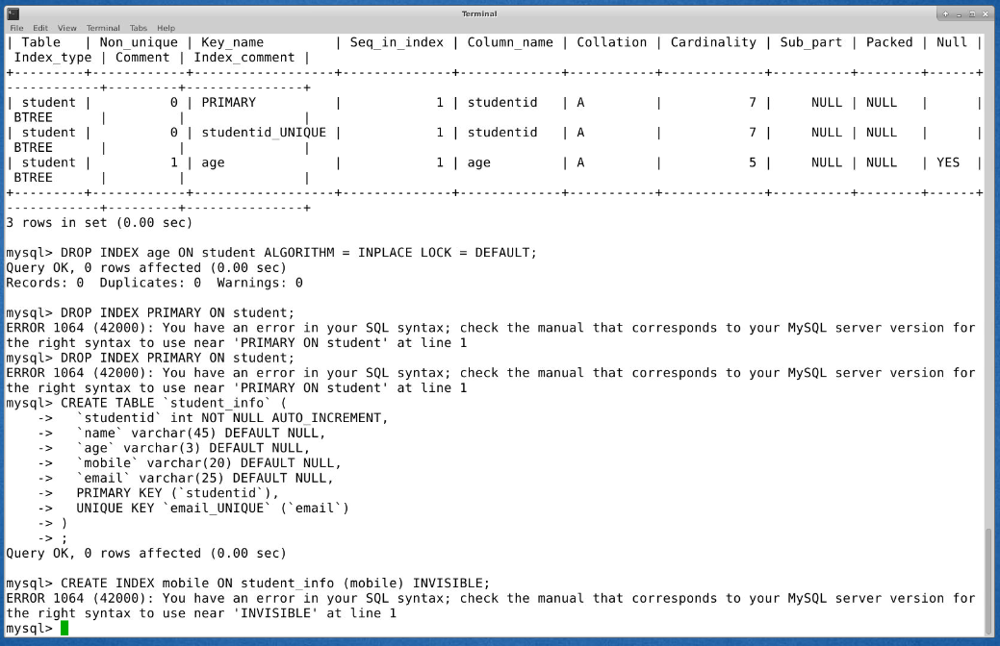 Terminal
File Edit View Terminal Tabs Help
| Table   | Non_unique | Key_name         | Seq_in_index | Column_name | Collation | Cardinality | Sub_part | Packed | Null |
 Index_type | Comment | Index_comment |
+---------+------------+------------------+--------------+-------------+-----------+-------------+----------+--------+------+
------------+---------+---------------+
| student |          0 | PRIMARY          |            1 | studentid   | A         |           7 |     NULL | NULL   |      |
 BTREE      |         |               |
| student |          0 | studentid_UNIQUE |            1 | studentid   | A         |           7 |     NULL | NULL   |      |
 BTREE      |         |               |
| student |          1 | age              |            1 | age         | A         |           5 |     NULL | NULL   | YES  |
 BTREE      |         |               |
+---------+------------+------------------+--------------+-------------+-----------+-------------+----------+--------+------+
------------+---------+---------------+
3 rows in set (0.00 sec)
mysql> DROP INDEX age ON student ALGORITHM = INPLACE LOCK = DEFAULT;
Query OK, 0 rows affected (0.00 sec)
Records: 0  Duplicates: 0  Warnings: 0
mysql> DROP INDEX PRIMARY ON student;
ERROR 1064 (42000): You have an error in your SQL syntax; check the manual that corresponds to your MySQL server version for
the right syntax to use near 'PRIMARY ON student' at line 1
mysql> DROP INDEX PRIMARY ON student;
ERROR 1064 (42000): You have an error in your SQL syntax; check the manual that corresponds to your MySQL server version for
the right syntax to use near 'PRIMARY ON student' at line 1
mysql> CREATE TABLE `student_info` (
    ->   `studentid` int NOT NULL AUTO_INCREMENT,
    ->   `name` varchar(45) DEFAULT NULL,
    ->   `age` varchar(3) DEFAULT NULL,
    ->   `mobile` varchar(20) DEFAULT NULL,
    ->   `email` varchar(25) DEFAULT NULL,
    ->   PRIMARY KEY (`studentid`),
    ->   UNIQUE KEY `email_UNIQUE` (`email`)
    -> )
    -> ;
Query OK, 0 rows affected (0.00 sec)
mysql> CREATE INDEX mobile ON student_info (mobile) INVISIBLE;
ERROR 1064 (42000): You have an error in your SQL syntax; check the manual that corresponds to your MySQL server version for
the right syntax to use near 'INVISIBLE' at line 1
mysql>